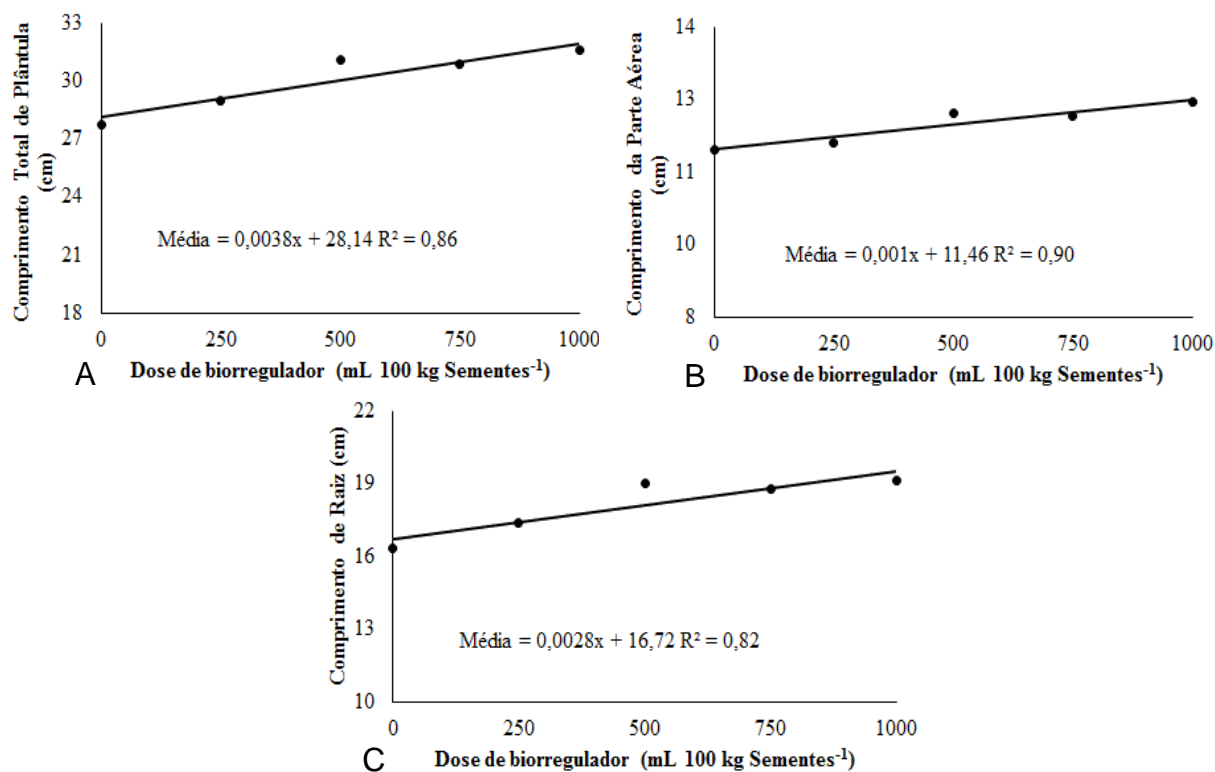 Comprimento Total de Plântula
(cm)
33
30
27
24
21
18
Média = 0,0038x + 28,14 R² = 0,86
0 250 500 750 1000
A
Dose de biorregulador (mL 100 kg Sementes⁻¹)
Comprimento da Parte Aérea
(cm)
14
13
11
10
8
Média = 0,001x + 11,46 R² = 0,90
0 250 500 750 1000
B
Dose de biorregulador (mL 100 kg Sementes⁻¹)
Comprimento de Raiz (cm)
22
19
16
13
10
Média = 0,0028x + 16,72 R² = 0,82
0 250 500 750 1000
C
Dose de biorregulador (mL 100 kg Sementes⁻¹)